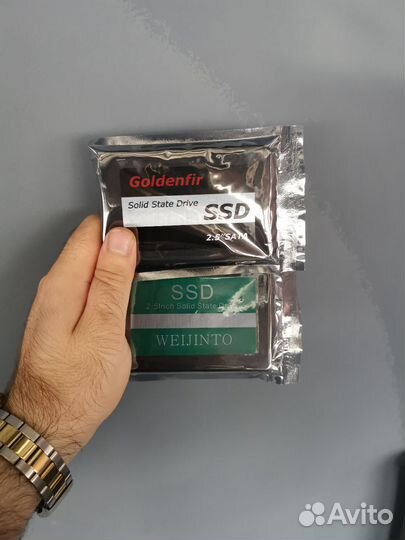 Goldenfir
Solid State Drive
SSD
2.5"SATA
SSD
2.5Inch Solid State Drive
WEIJINTO
Avito